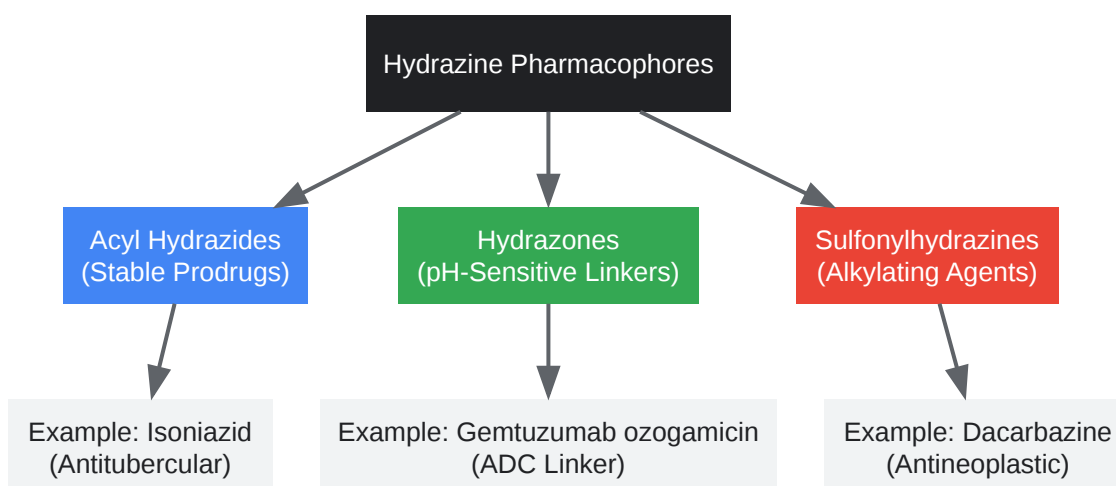 Hydrazine Pharmacophores
Acyl Hydrazides
(Stable Prodrugs)
Hydrazones
(pH-Sensitive Linkers)
Sulfonylhydrazines
(Alkylating Agents)
Example: Isoniazid
(Antitubercular)
Example: Gemtuzumab ozogamicin
(ADC Linker)
Example: Dacarbazine
(Antineoplastic)